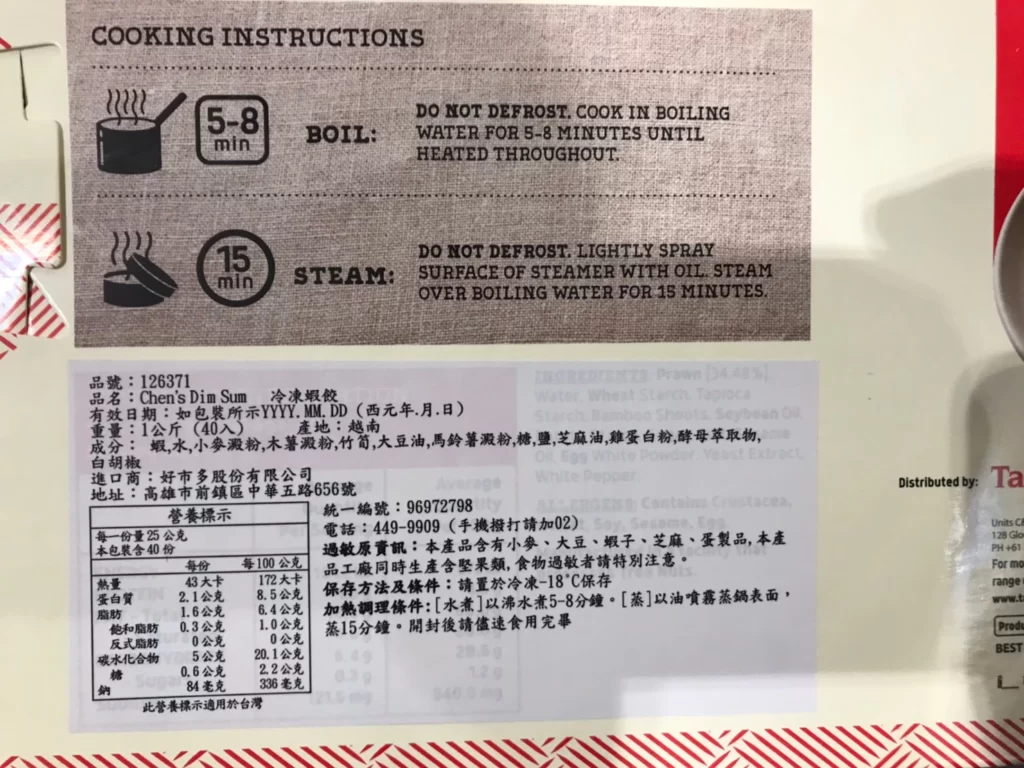 COOKING INSTRUCTIONS
5-8
min
BOIL:
DO NOT DEFROST. COOK IN BOILING
WATER FOR 5-8 MINUTES UNTIL
HEATED THROUGHOUT.
15
min
STEAM:
DO NOT DEFROST. LIGHTLY SPRAY
SURFACE OF STEAMER WITH OIL. STEAM
OVER BOILING WATER FOR 15 MINUTES.
品號：126371
品名：Chen's Dim Sum 冷凍蝦餃
有效日期：如包裝所示YYYY.MM.DD（西元年.月.日）
重量：1公斤（40入） 產地：越南
成分： 蝦,水,小麥澱粉,木薯澱粉,竹筍,大豆油,馬鈴薯澱粉,糖,鹽,芝麻油,雞蛋白粉,酵母萃取物,
白胡椒
進口商：好市多股份有限公司
地址：高雄市前鎮區中華五路656號
營養標示
每一份量25公克
本包裝含40份
每份 每100公克
熱量 43大卡 172大卡
蛋白質 2.1公克 8.5公克
脂肪 1.6公克 6.4公克
飽和脂肪 0.3公克 1.0公克
反式脂肪 0公克 0公克
碳水化合物 5公克 20.1公克
糖 0.6公克 2.2公克
鈉 84毫克 336毫克
此營養標示適用於台灣
統一編號：96972798
電話：449-9909（手機撥打請加02）
過敏原資訊：本產品含有小麥、大豆、蝦子、芝麻、蛋製品,本產
品工廠同時生產含堅果類,食物過敏者請特別注意。
保存方法及條件：請置於冷凍-18˚C保存
加熱調理條件:[水煮]以沸水煮5-8分鐘。[蒸]以油噴霧蒸鍋表面，
蒸15分鐘。開封後請儘速食用完畢
INGREDIENTS: Prawn (34.48%)
Water, Wheat Starch, Tapioca
Starch, Bamboo Shoots, Soybean Oil,
Egg White Powder, Yeast Extract,
White Pepper.
ALLERGENS: Contains Crustacea,
Soy, Sesame, Egg.
Average
Distributed by:
Ta
Units C
128 Glo
PH +61
For mo
range
www.ta
Produ
BEST